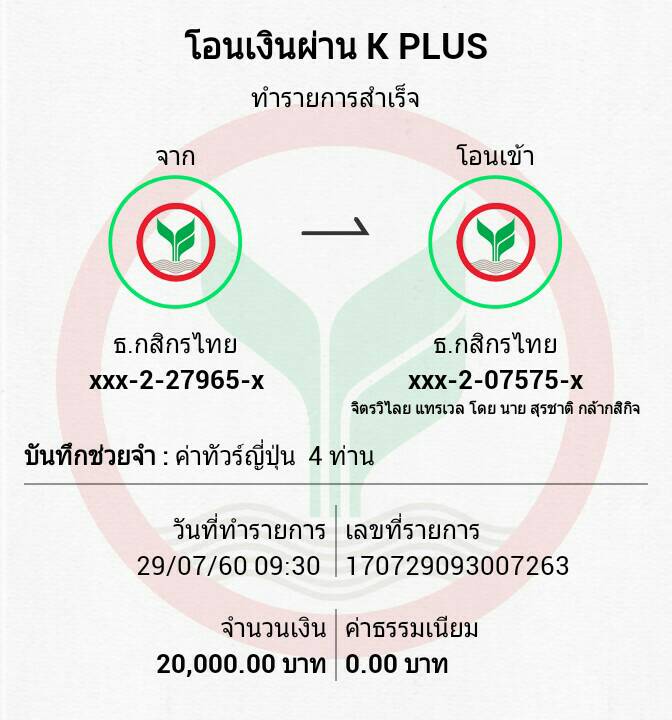 โอนเงินผ่าน K PLUS
ทำรายการสำเร็จ
จาก
โอนเข้า
ธ.กสิกรไทย
ธ.กสิกรไทย
xxx-2-27965-x
xxx-2-07575-x
จิตรวิไลย แทรเวล โดย นาย สุรชาติ กล้ากสิกิจ
บันทึกช่วยจำ : ค่าทัวร์ญี่ปุ่น 4 ท่าน
วันที่ทำรายการ
เลขที่รายการ
29/07/60 09:30
170729093007263
จำนวนเงิน
ค่าธรรมเนียม
20,000.00 บาท
0.00 บาท